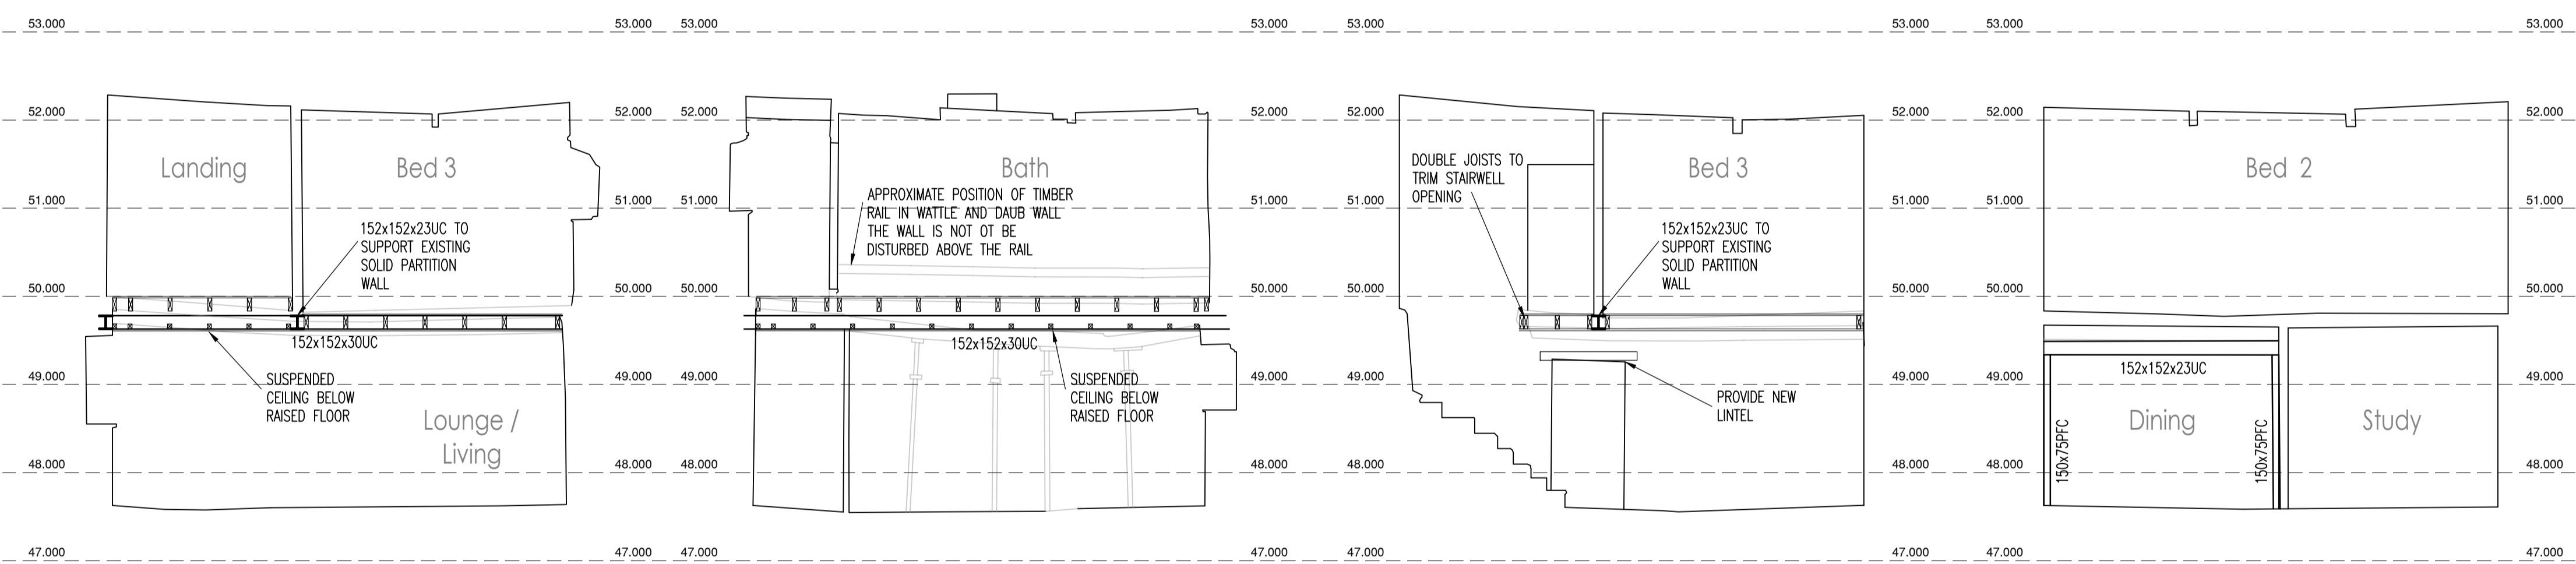 53.000
53.000
53.000
53.000
53.000
53.000
53.000
53.000
52.000
52.000
52.000
52.000
52.000
52.000
52.000
52.000
51.000
51.000
51.000
51.000
51.000
51.000
51.000
51.000
50.000
50.000
50.000
50.000
50.000
50.000
50.000
50.000
49.000
49.000
49.000
49.000
49.000
49.000
49.000
49.000
48.000
48.000
48.000
48.000
48.000
48.000
48.000
48.000
47.000
47.000
47.000
47.000
47.000
47.000
47.000
47.000
Landing
Bed 3
152x152x23UC TO
SUPPORT EXISTING
SOLID PARTITION
WALL
152x152x30UC
SUSPENDED
CEILING BELOW
RAISED FLOOR
Lounge /
Living
Bath
APPROXIMATE POSITION OF TIMBER
RAIL IN WATTLE AND DAUB WALL
THE WALL IS NOT OT BE
DISTURBED ABOVE THE RAIL
152x152x30UC
SUSPENDED
CEILING BELOW
RAISED FLOOR
DOUBLE JOISTS TO
TRIM STAIRWELL
OPENING
Bed 3
152x152x23UC TO
SUPPORT EXISTING
SOLID PARTITION
WALL
PROVIDE NEW
LINTEL
Bed 2
152x152x23UC
Dining
150x75PFC
150x75PFC
Study